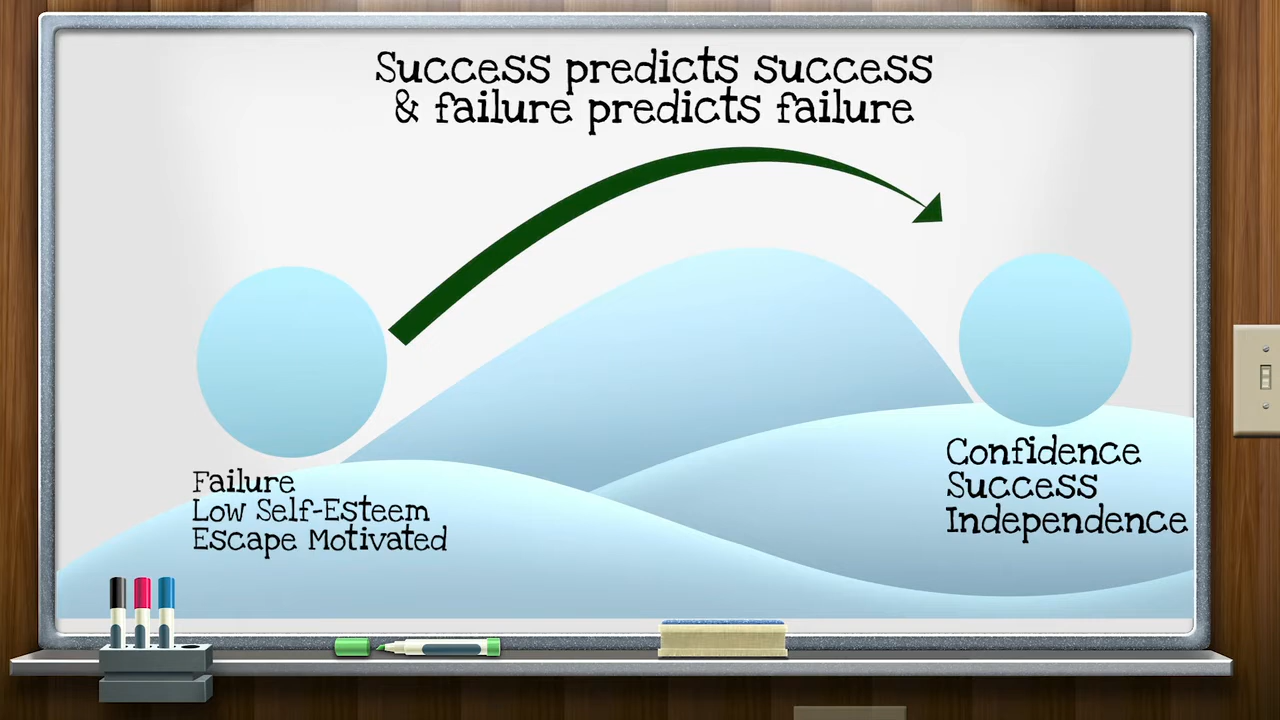 Success predicts success
& failure predicts failure
Failure
Low Self-Esteem
Escape Motivated
Confidence
Success
Independence